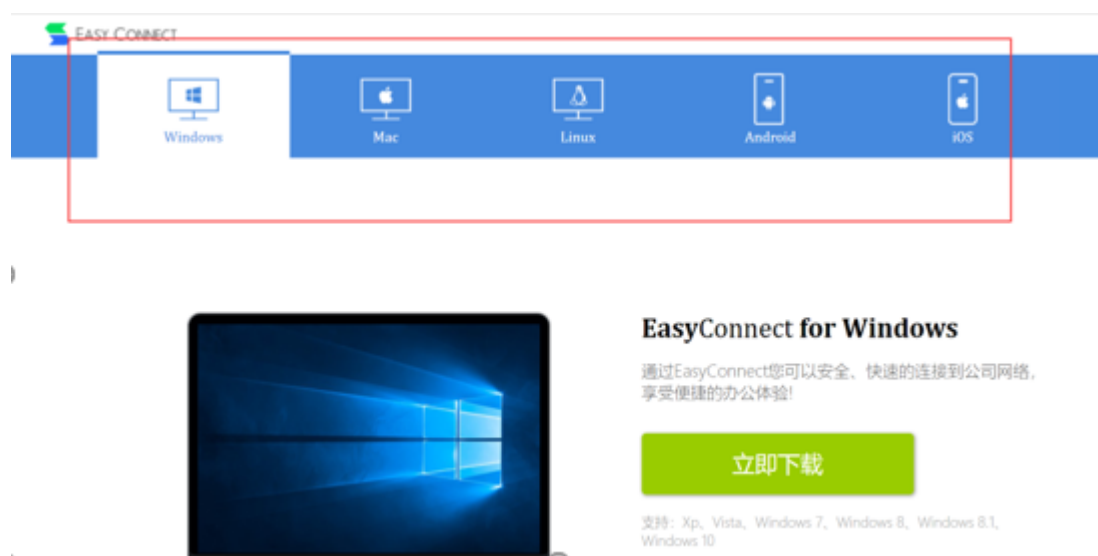 EASY CONNECT
Windows
Mac
Linux
Android
iOS
EasyConnect for Windows
通过EasyConnect您可以安全、快速的连接到公司网络，
享受便捷的办公体验!
立即下载
支持：Xp、Vista、Windows 7、Windows 8、Windows 8.1、
Windows 10